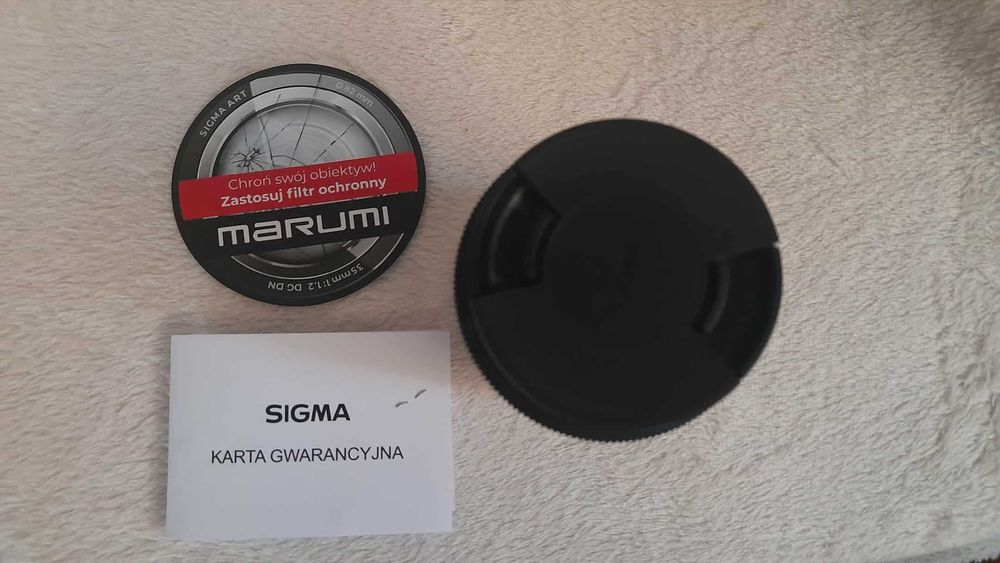 SIGMA ART
Ø82 mm
Chroń swój obiektyw!
Zastosuj filtr ochronny
marumi
35mm 1:1.2 DG DN
SIGMA
KARTA GWARANCYJNA